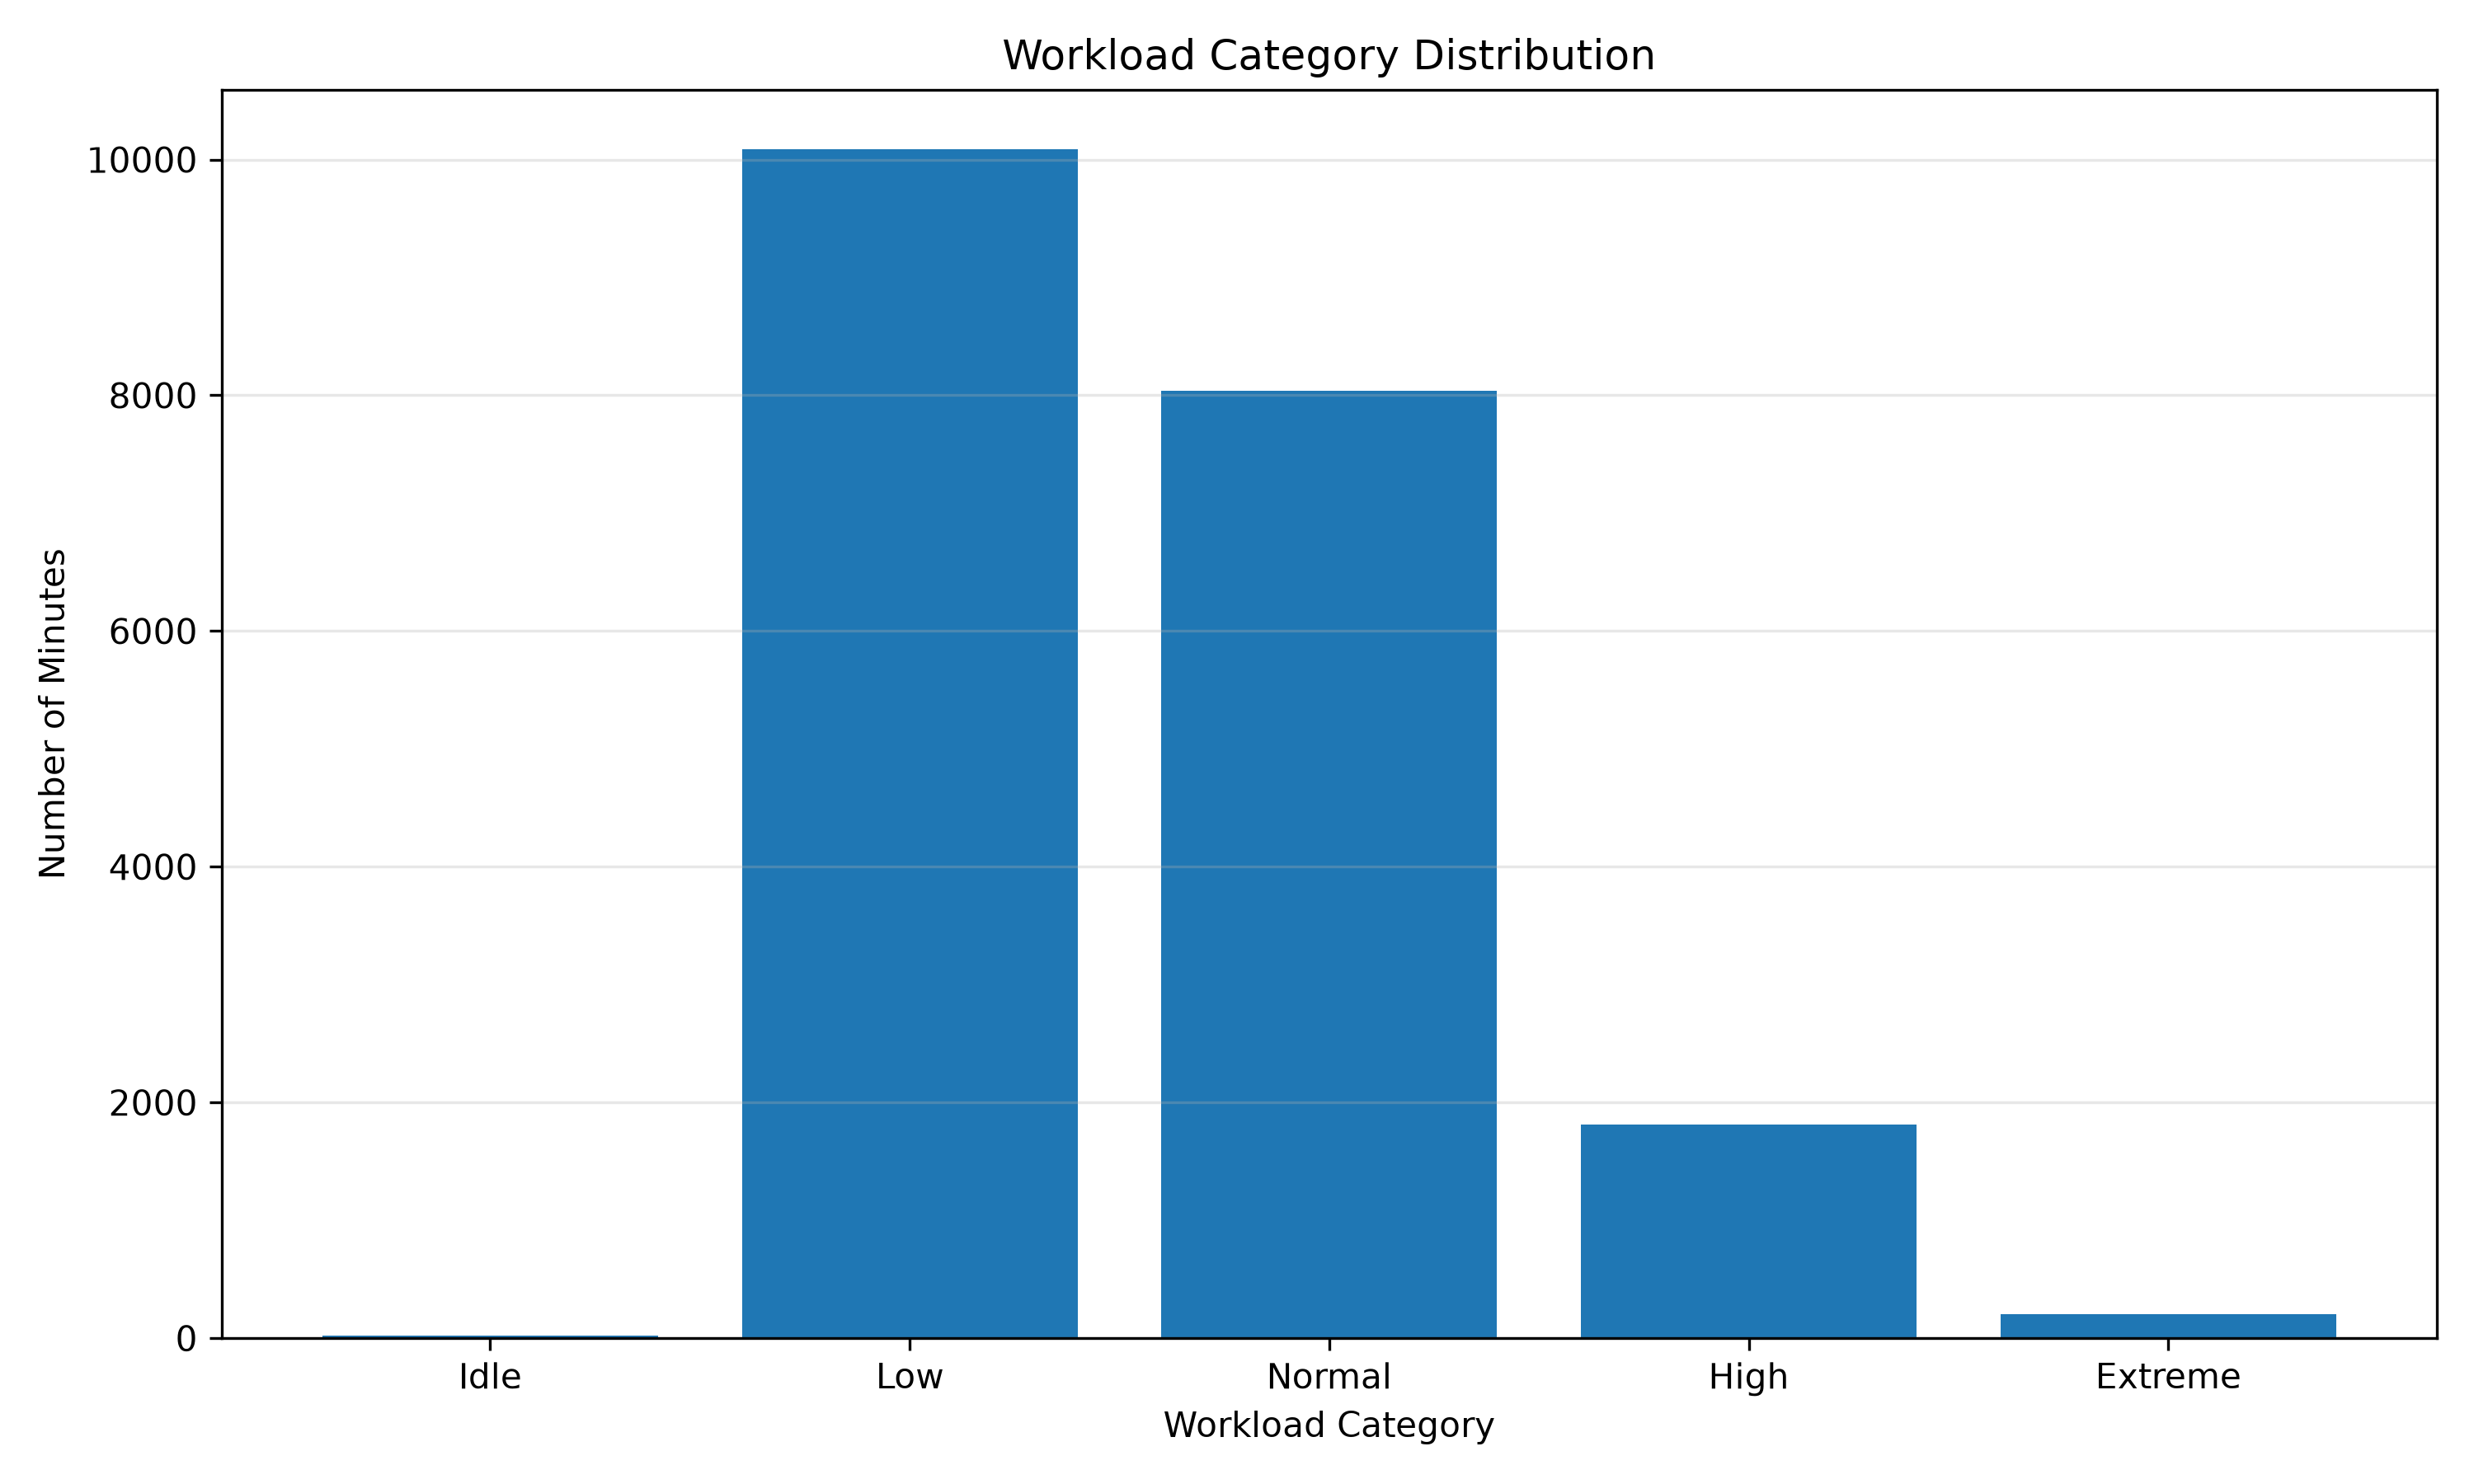 Workload Category Distribution
Number of Minutes
10000
8000
6000
4000
2000
0
Idle Low Normal High Extreme
Workload Category